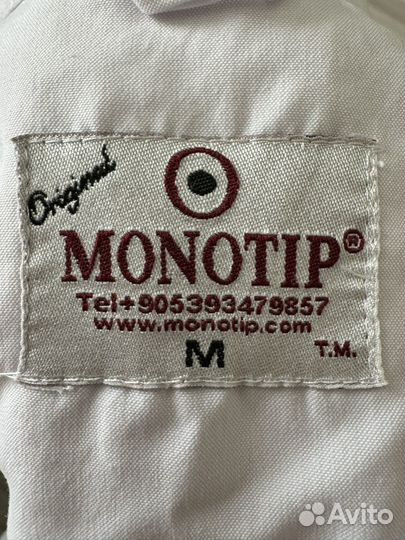 Original
MONOTIP®
Tel+905393479857
www.monotip.com
M
T.M.
Avito